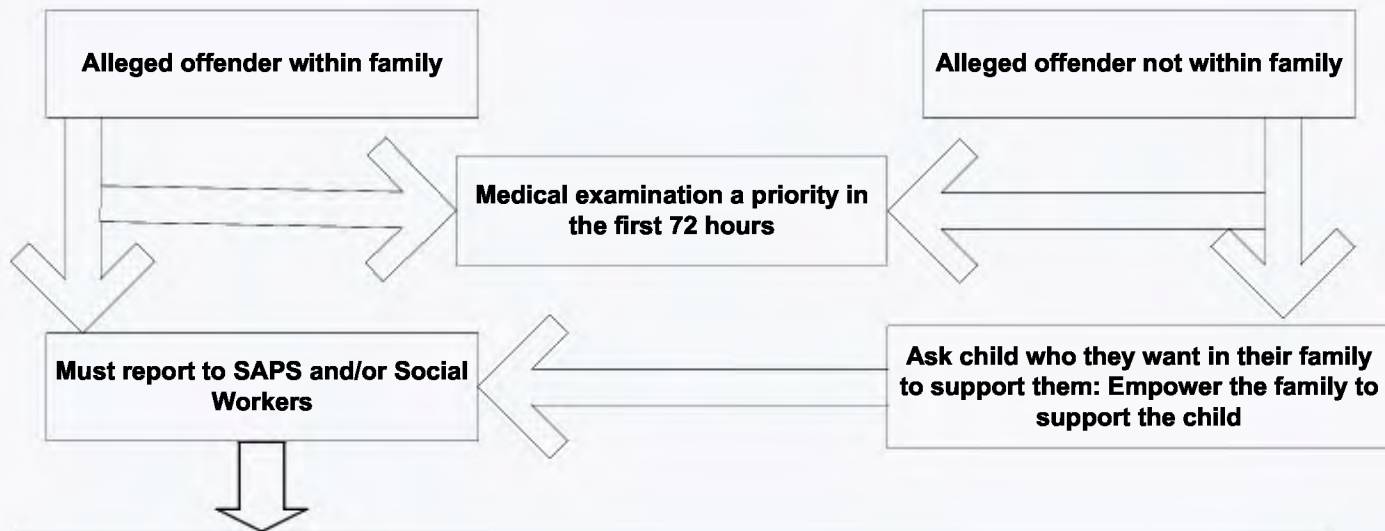 Alleged offender within family
Alleged offender not within family
Medical examination a priority in
the first 72 hours
Must report to SAPS and/or Social
Workers
Ask child who they want in their family
to support them: Empower the family to
support the child